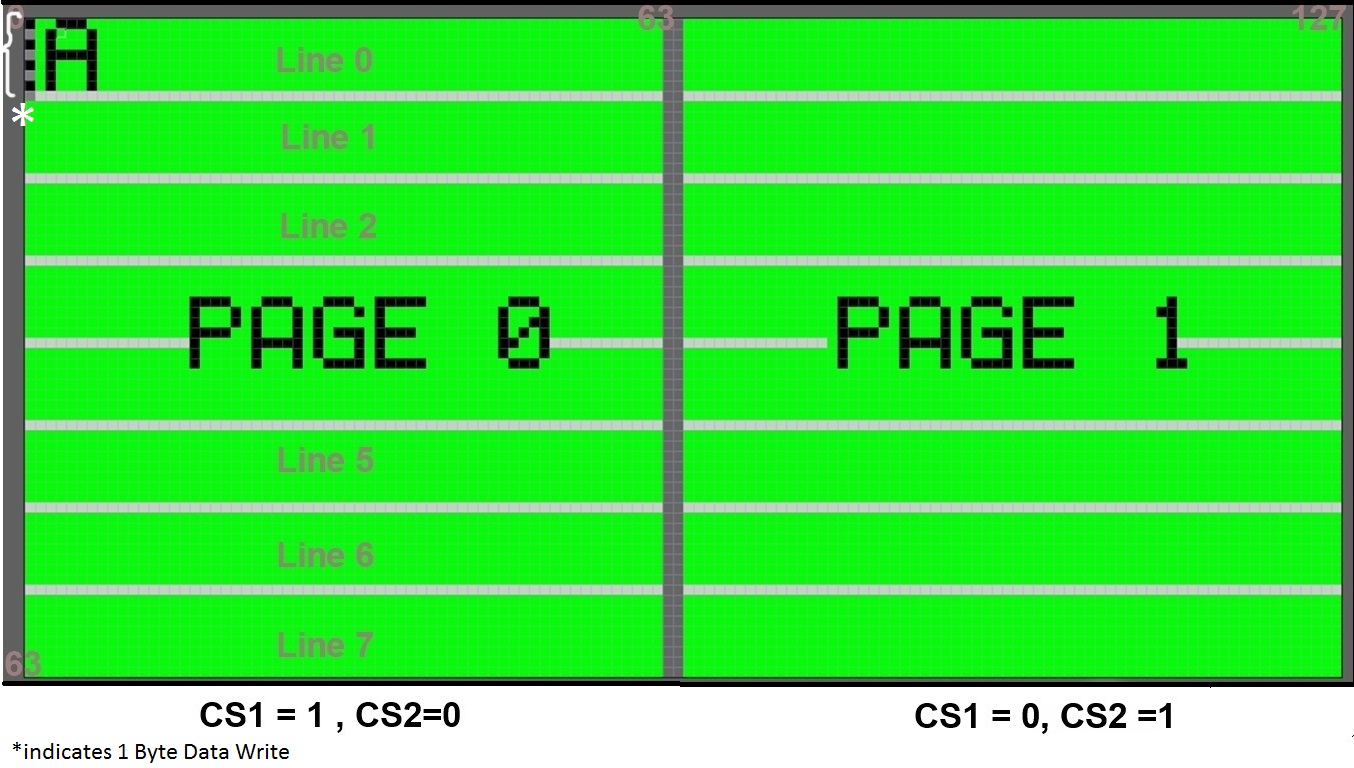 0 63 127
A
Line 0
*
Line 1
Line 2
PAGE 0 PAGE 1
Line 5
Line 6
Line 7
63
CS1 = 1 , CS2=0 CS1 = 0, CS2 =1
*indicates 1 Byte Data Write